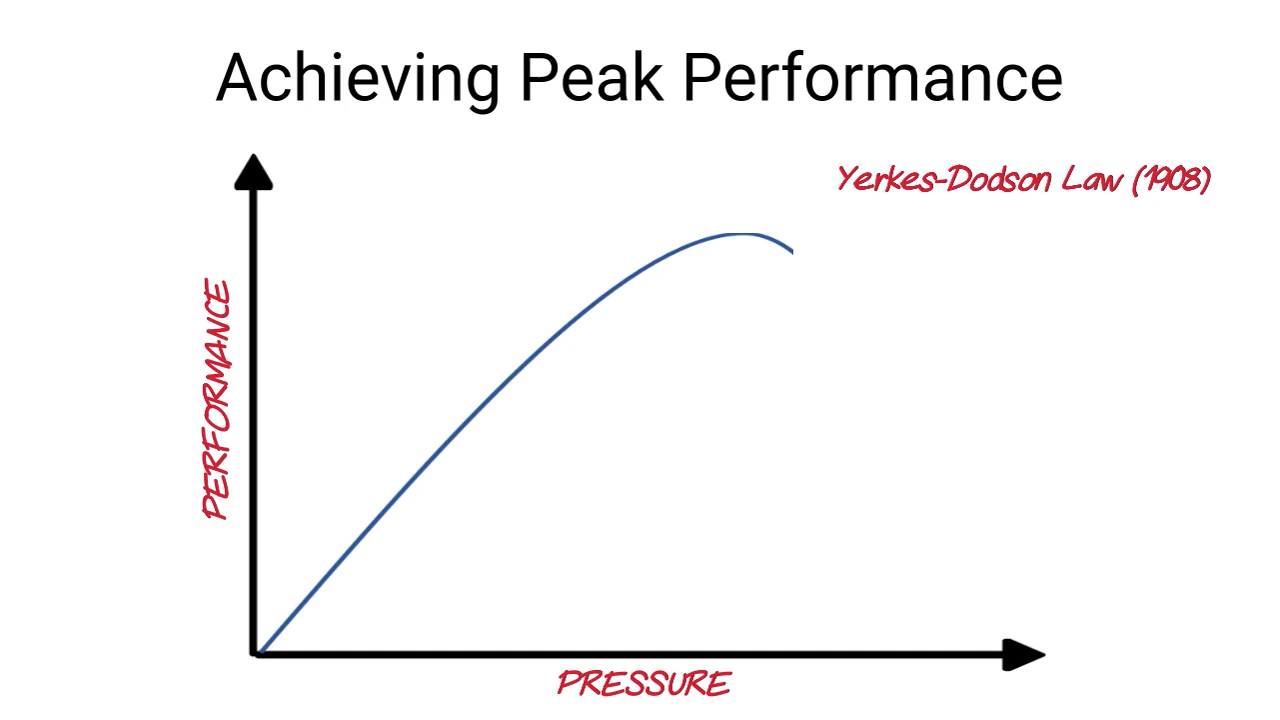 Achieving Peak Performance
Yerkes-Dodson Law (1908)
PERFORMANCE
PRESSURE